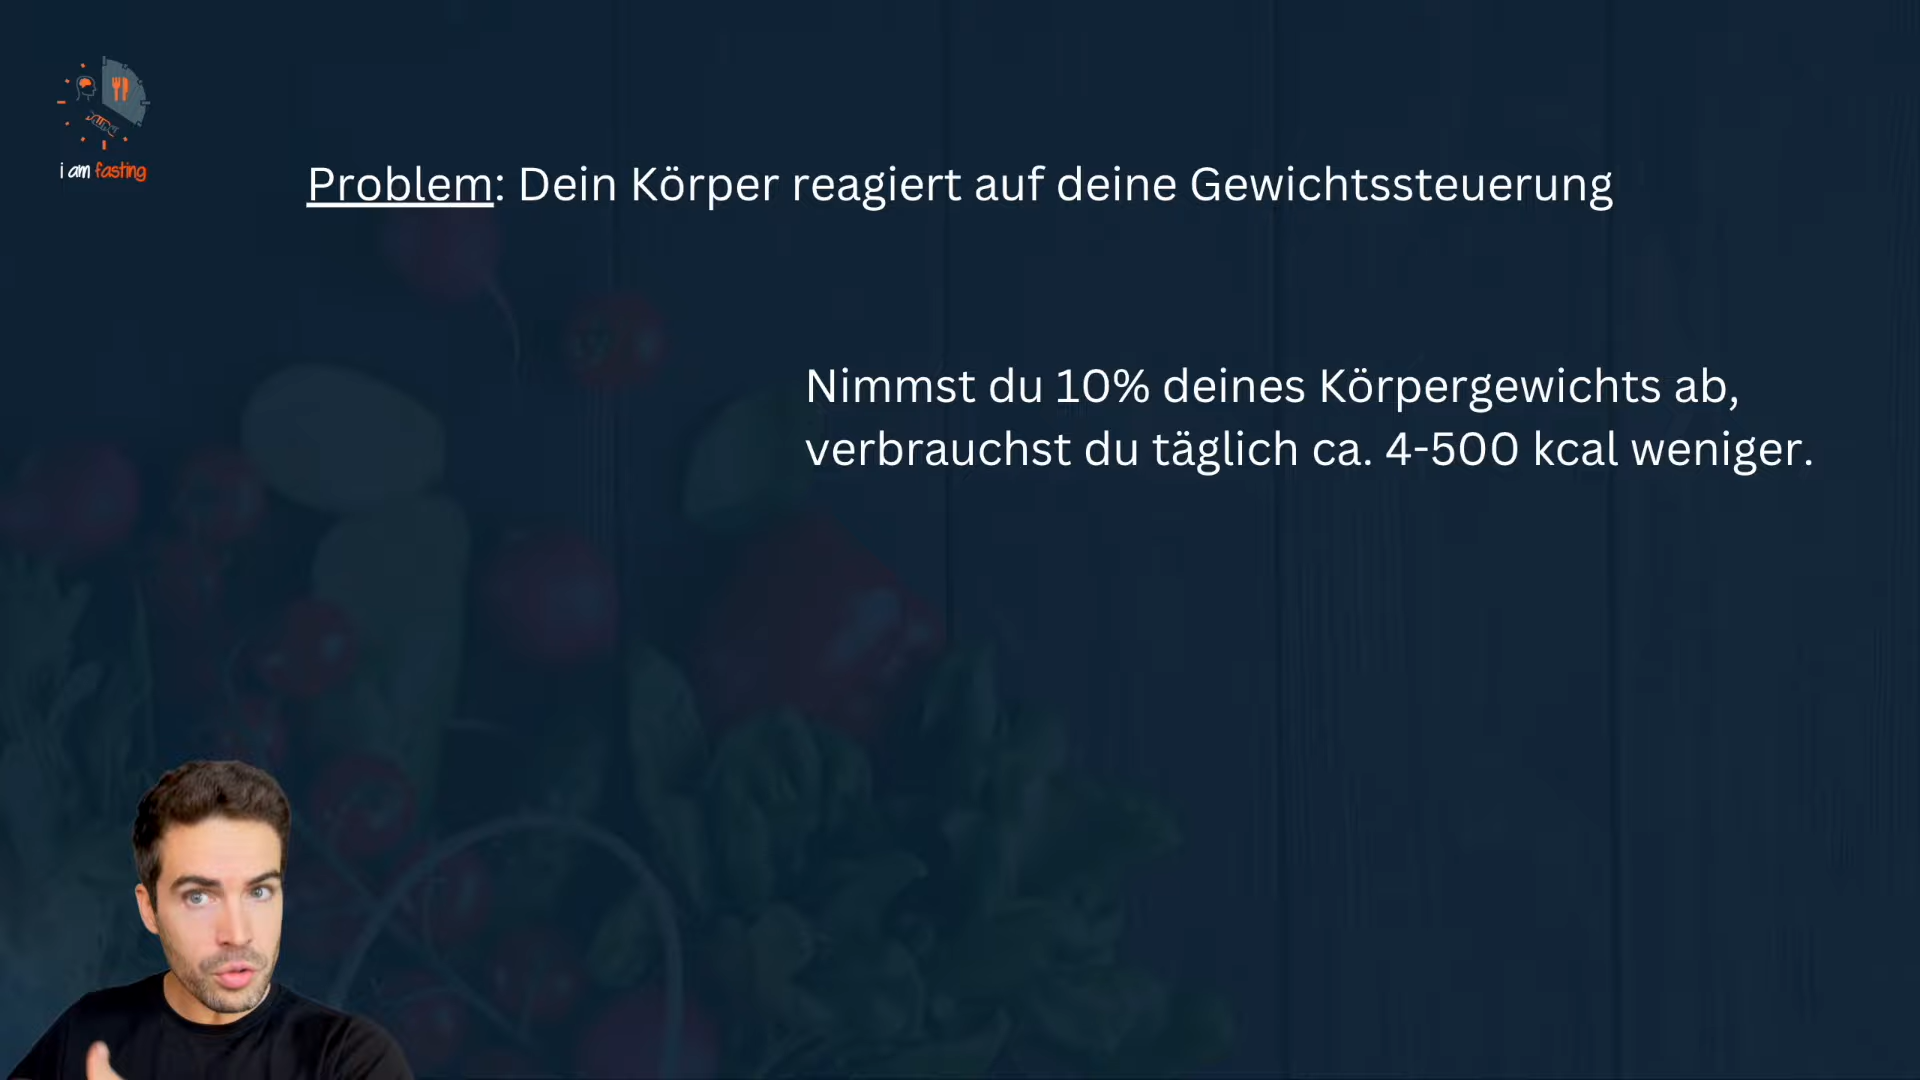 i am fasting
Problem: Dein Körper reagiert auf deine Gewichtssteuerung
Nimmst du 10% deines Körpergewichts ab,
verbrauchst du täglich ca. 4-500 kcal weniger.